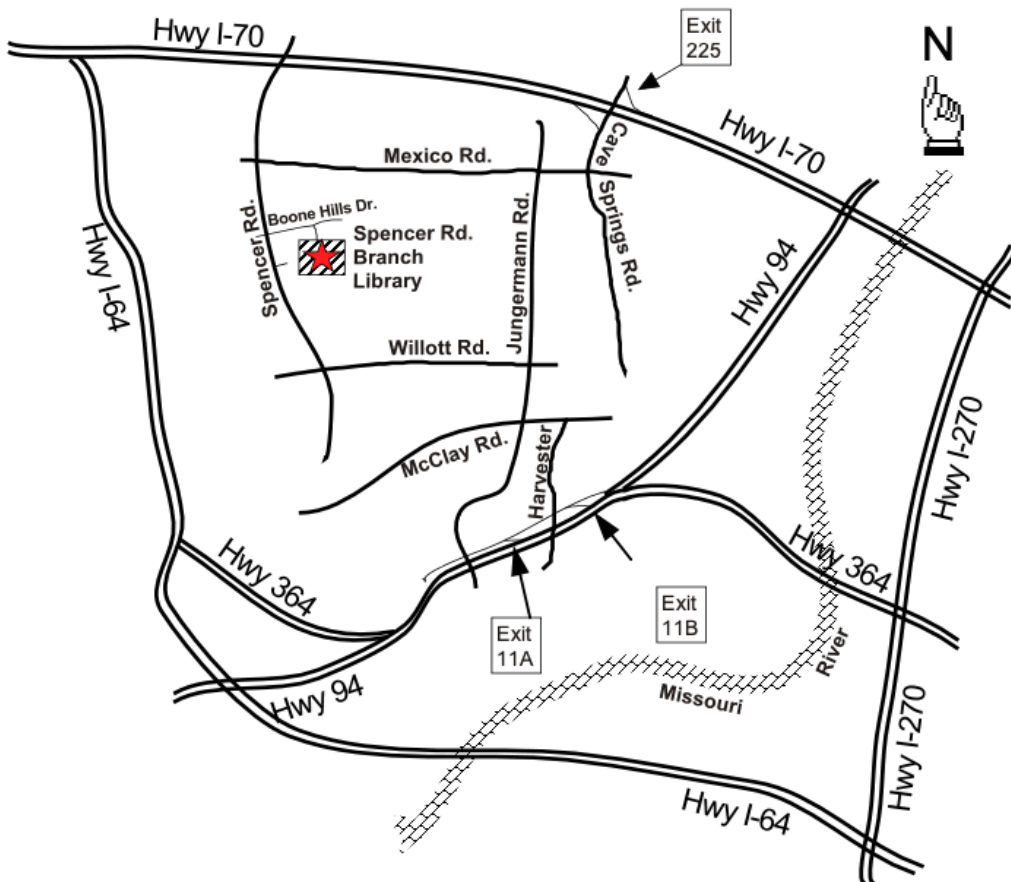 Hwy I-70
Exit
225
N
Hwy I-70
Cave Springs Rd.
Mexico Rd.
Boone Hills Dr.
Spencer Rd.
Spencer Rd.
Branch
Library
Jungermann Rd.
Hwy 94
Hwy I-64
Willott Rd.
Hwy I-270
McClay Rd.
Harvester
Hwy 364
Hwy 364
Exit
11A
Exit
11B
Missouri
River
Hwy 94
Hwy I-270
Hwy I-64